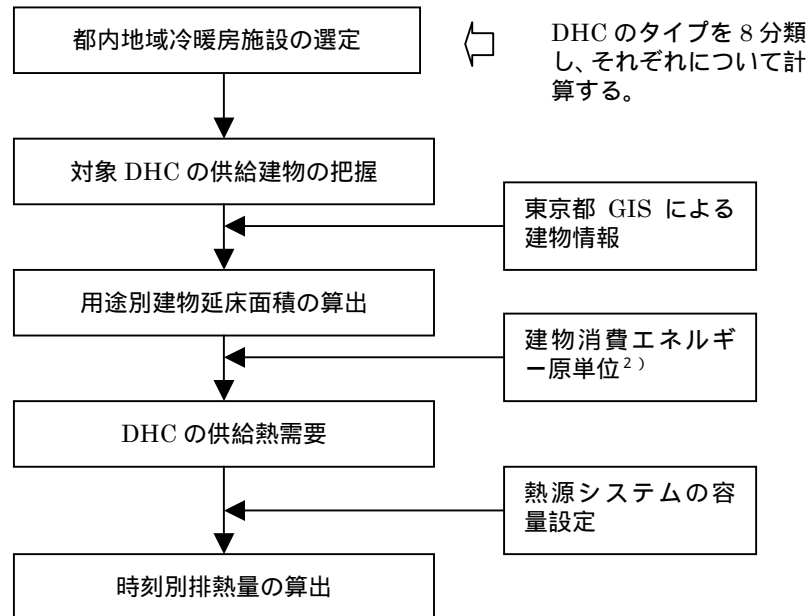 都内地域冷暖房施設の選定
DHC のタイプを 8 分類
し、それぞれについて計
算する。
対象 DHC の供給建物の把握
東京都 GIS による
建物情報
用途別建物延床面積の算出
建物消費エネルギ
ー原単位²⁾
DHC の供給熱需要
熱源システムの容
量設定
時刻別排熱量の算出